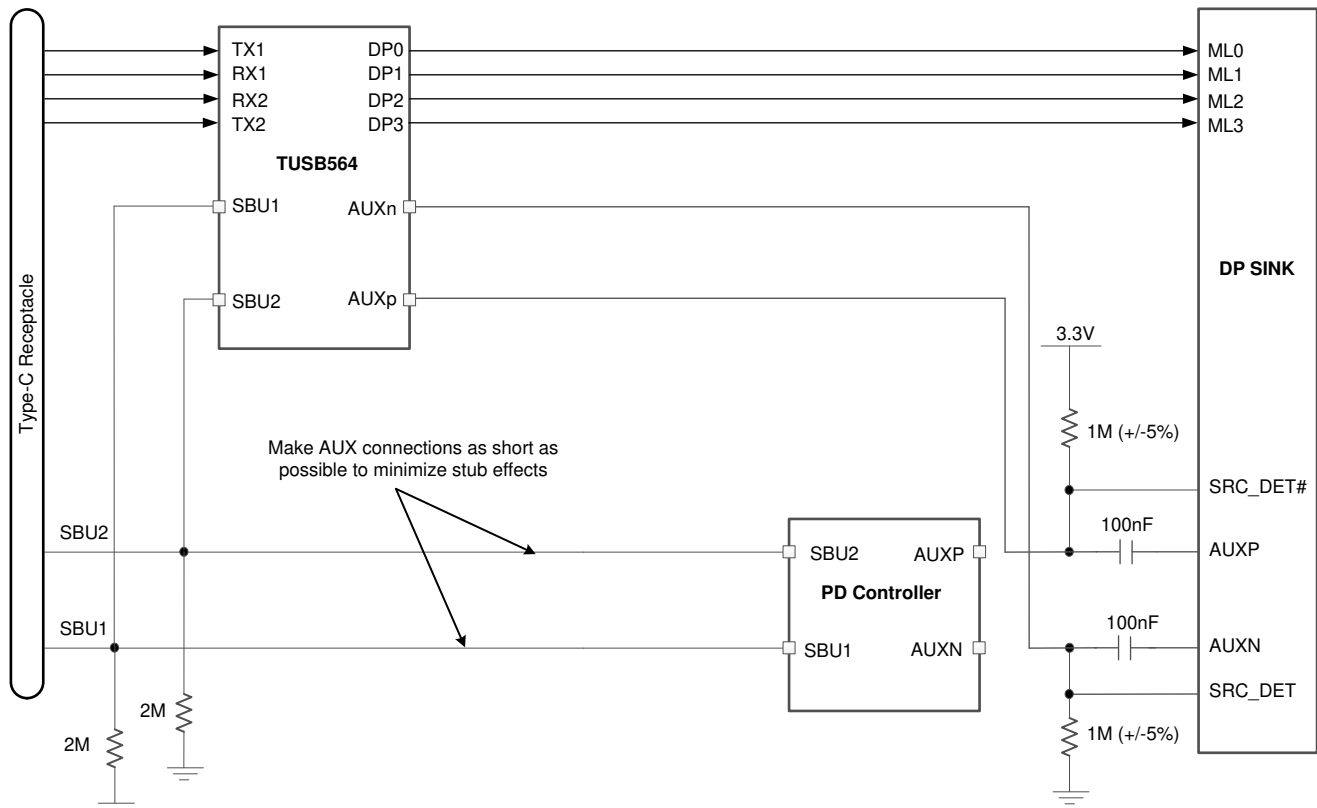 Type-C Receptacle
TX1
RX1
RX2
TX2
DP0
DP1
DP2
DP3
TUSB564
SBU1
SBU2
AUXn
AUXp
ML0
ML1
ML2
ML3
DP SINK
3.3V
1M (+/-5%)
SRC_DET#
100nF
AUXP
100nF
AUXN
SRC_DET
1M (+/-5%)
Make AUX connections as short as
possible to minimize stub effects
SBU2
SBU1
SBU2
AUXP
PD Controller
SBU1
AUXN
2M
2M